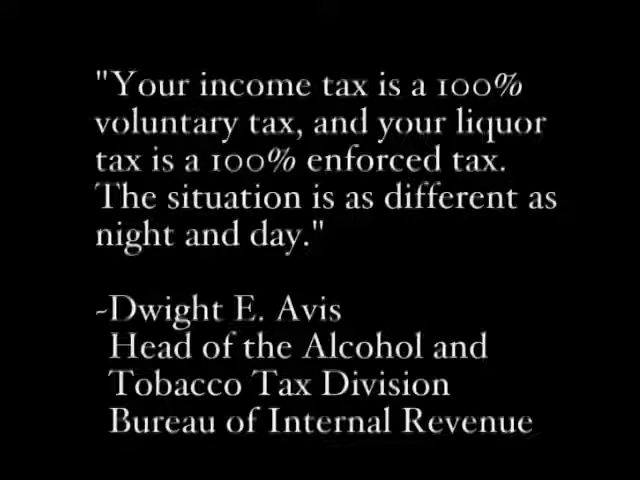 "Your income tax is a 100%
voluntary tax, and your liquor
tax is a 100% enforced tax.
The situation is as different as
night and day."
-Dwight E. Avis
Head of the Alcohol and
Tobacco Tax Division
Bureau of Internal Revenue